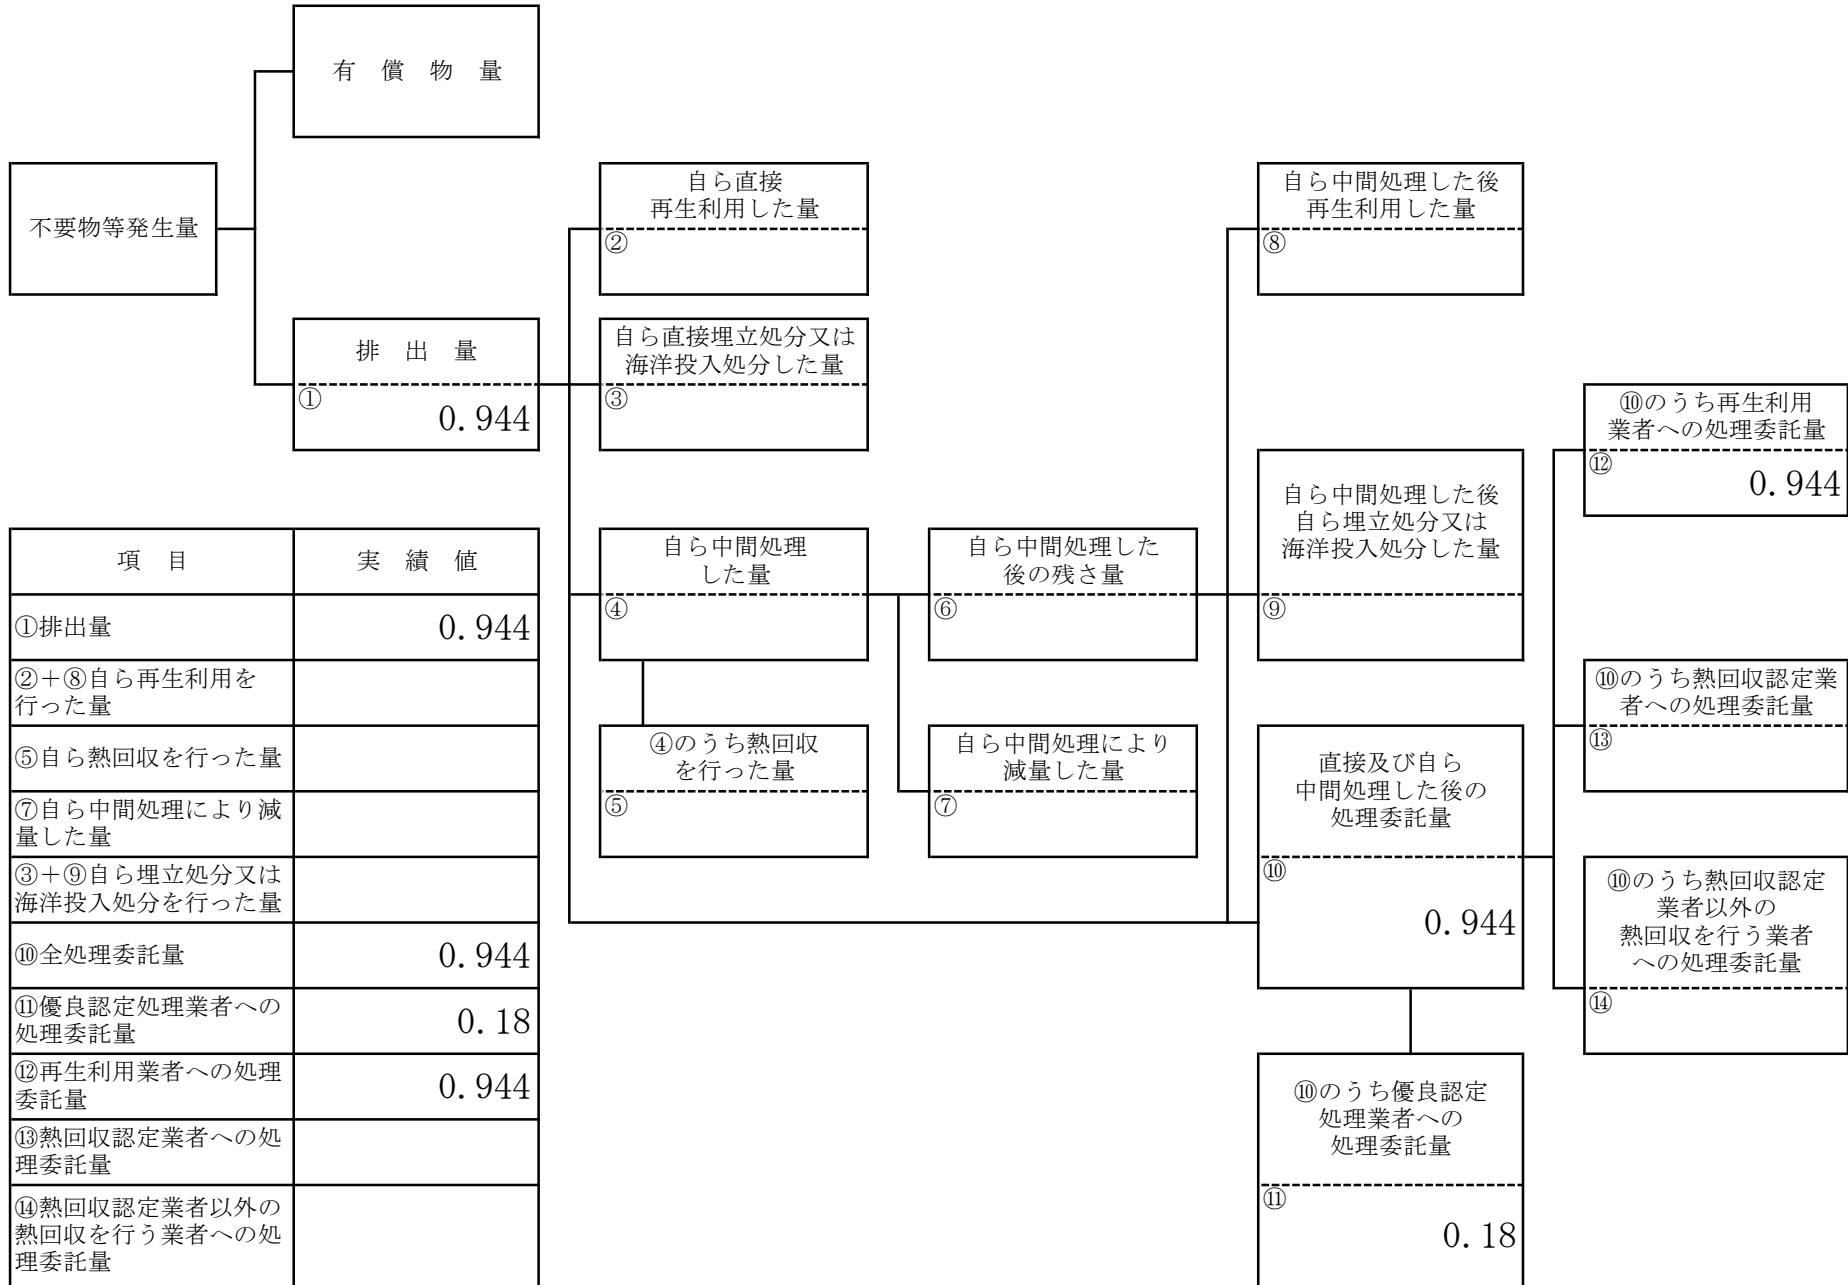 有 償 物 量
不要物等発生量
排 出 量
①
0.944
自ら直接
再生利用した量
②
自ら直接埋立処分又は
海洋投入処分した量
③
自ら中間処理
した量
④
④のうち熱回収
を行った量
⑤
自ら中間処理した
後の残さ量
⑥
自ら中間処理により
減量した量
⑦
自ら中間処理した後
再生利用した量
⑧
自ら中間処理した後
自ら埋立処分又は
海洋投入処分した量
⑨
直接及び自ら
中間処理した後の
処理委託量
⑩
0.944
⑩のうち優良認定
処理業者への
処理委託量
⑪
0.18
⑩のうち再生利用
業者への処理委託量
⑫
0.944
⑩のうち熱回収認定業
者への処理委託量
⑬
⑩のうち熱回収認定
業者以外の
熱回収を行う業者
への処理委託量
⑭
項 目 実 績 値
①排出量 0.944
②+⑧自ら再生利用を
行った量
⑤自ら熱回収を行った量
⑦自ら中間処理により減
量した量
③+⑨自ら埋立処分又は
海洋投入処分を行った量
⑩全処理委託量 0.944
⑪優良認定処理業者への
処理委託量 0.18
⑫再生利用業者への処理
委託量 0.944
⑬熱回収認定業者への処
理委託量
⑭熱回収認定業者以外の
熱回収を行う業者への処
理委託量